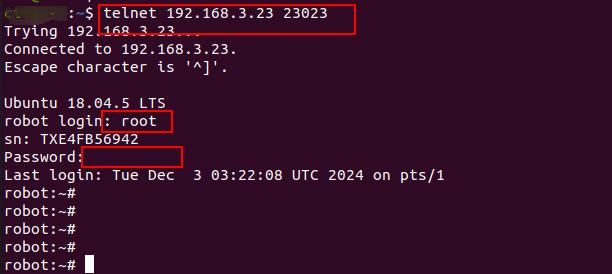 :~$ telnet 192.168.3.23 23023
Trying 192.168.3.23...
Connected to 192.168.3.23.
Escape character is '^]'.
Ubuntu 18.04.5 LTS
robot login: root
sn: TXE4FB56942
Password:
Last login: Tue Dec  3 03:22:08 UTC 2024 on pts/1
robot:~#
robot:~#
robot:~#
robot:~#
robot:~#